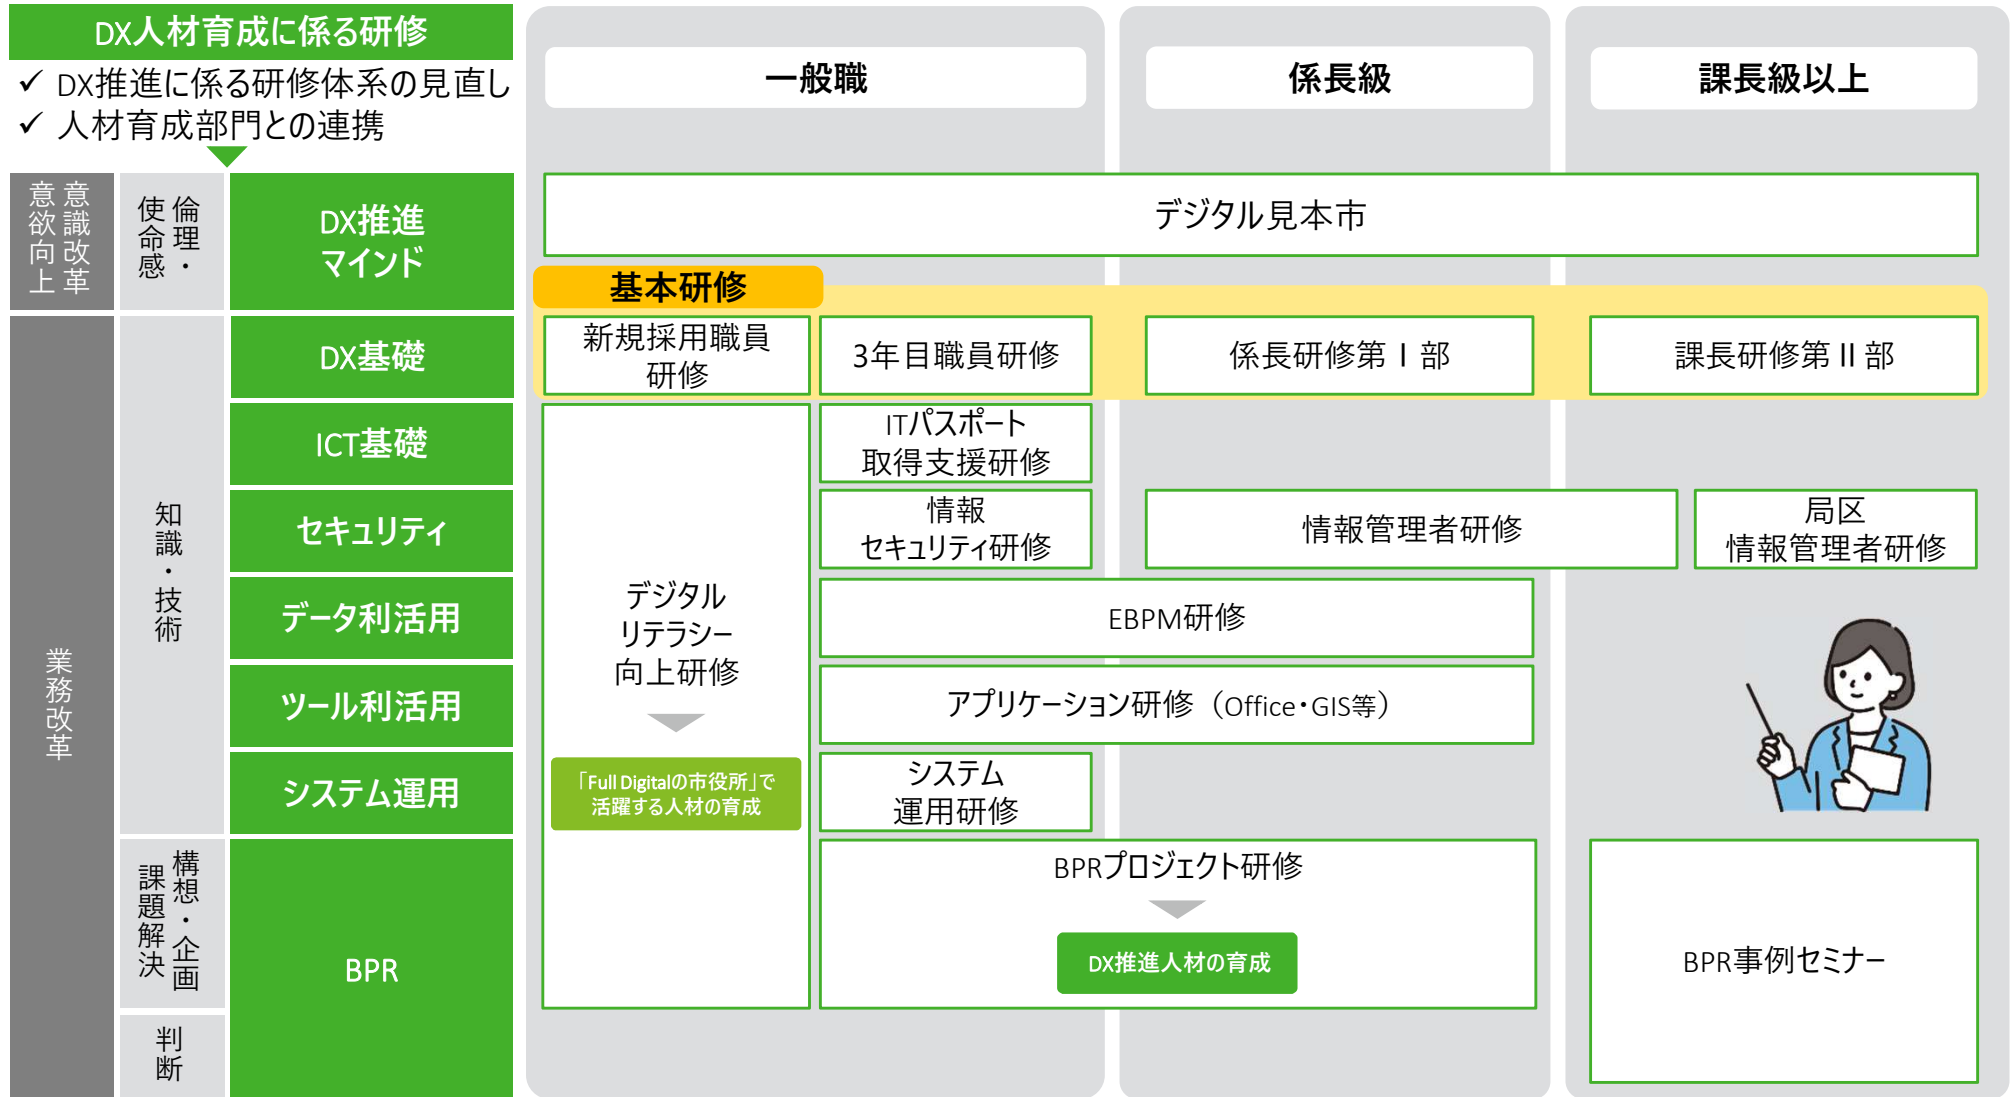 DX人材育成に係る研修
✓ DX推進に係る研修体系の見直し
✓ 人材育成部門との連携
一般職
係長級
課長級以上
意識改革
意欲向上
倫理・
使命感
DX推進
マインド
デジタル見本市
基本研修
業務改革
知識・技術
DX基礎
新規採用職員
研修
3年目職員研修
係長研修第Ⅰ部
課長研修第Ⅱ部
ICT基礎
デジタル
リテラシー
向上研修
「Full Digitalの市役所」で
活躍する人材の育成
ITパスポート
取得支援研修
セキュリティ
情報
セキュリティ研修
情報管理者研修
局区
情報管理者研修
データ利活用
EBPM研修
ツール利活用
アプリケーション研修（Office・GIS等）
システム運用
システム
運用研修
構想・企画
課題解決
判断
BPR
BPRプロジェクト研修
DX推進人材の育成
BPR事例セミナー